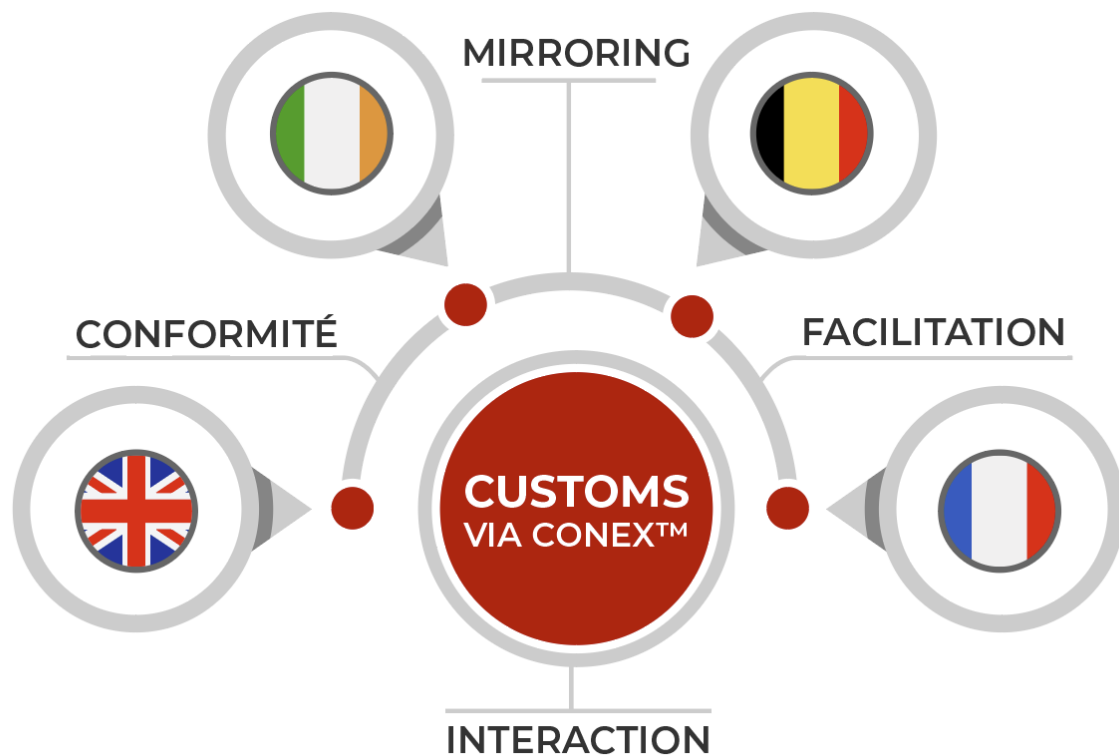 MIRRORING
CONFORMITÉ
FACILITATION
CUSTOMS
VIA CONEX™
INTERACTION